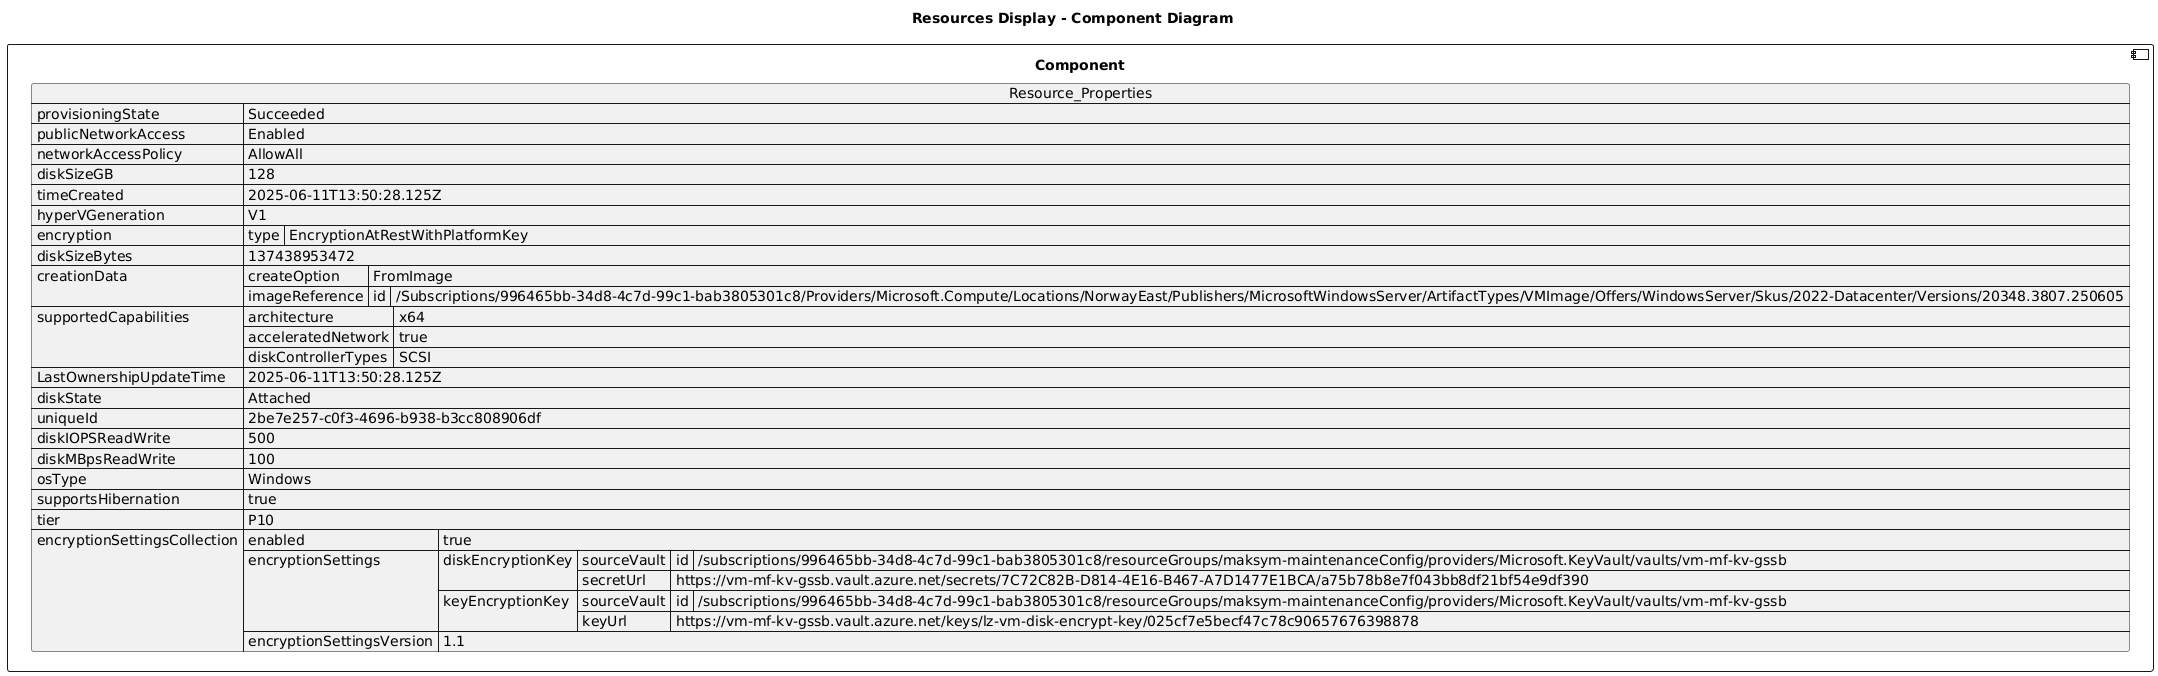 Resources Display - Component Diagram
Component
Resource_Properties
provisioningState Succeeded
publicNetworkAccess Enabled
networkAccessPolicy AllowAll
diskSizeGB 128
timeCreated 2025-06-11T13:50:28.125Z
hyperVGeneration V1
encryption type EncryptionAtRestWithPlatformKey
diskSizeBytes 137438953472
creationData createOption FromImage
imageReference id /Subscriptions/996465bb-34d8-4c7d-99c1-bab3805301c8/Providers/Microsoft.Compute/Locations/NorwayEast/Publishers/MicrosoftWindowsServer/ArtifactTypes/VMImage/Offers/WindowsServer/Skus/2022-Datacenter/Versions/20348.3807.250605
supportedCapabilities architecture x64
acceleratedNetwork true
diskControllerTypes SCSI
LastOwnershipUpdateTime 2025-06-11T13:50:28.125Z
diskState Attached
uniqueId 2be7e257-c0f3-4696-b938-b3cc808906df
diskIOPSReadWrite 500
diskMBpsReadWrite 100
osType Windows
supportsHibernation true
tier P10
encryptionSettingsCollection enabled true
encryptionSettings diskEncryptionKey sourceVault id /subscriptions/996465bb-34d8-4c7d-99c1-bab3805301c8/resourceGroups/maksym-maintenanceConfig/providers/Microsoft.KeyVault/vaults/vm-mf-kv-gssb
secretUrl https://vm-mf-kv-gssb.vault.azure.net/secrets/7C72C82B-D814-4E16-B467-A7D1477E1BCA/a75b78b8e7f043bb8df21bf54e9df390
keyEncryptionKey sourceVault id /subscriptions/996465bb-34d8-4c7d-99c1-bab3805301c8/resourceGroups/maksym-maintenanceConfig/providers/Microsoft.KeyVault/vaults/vm-mf-kv-gssb
keyUrl https://vm-mf-kv-gssb.vault.azure.net/keys/lz-vm-disk-encrypt-key/025cf7e5becf47c78c90657676398878
encryptionSettingsVersion 1.1